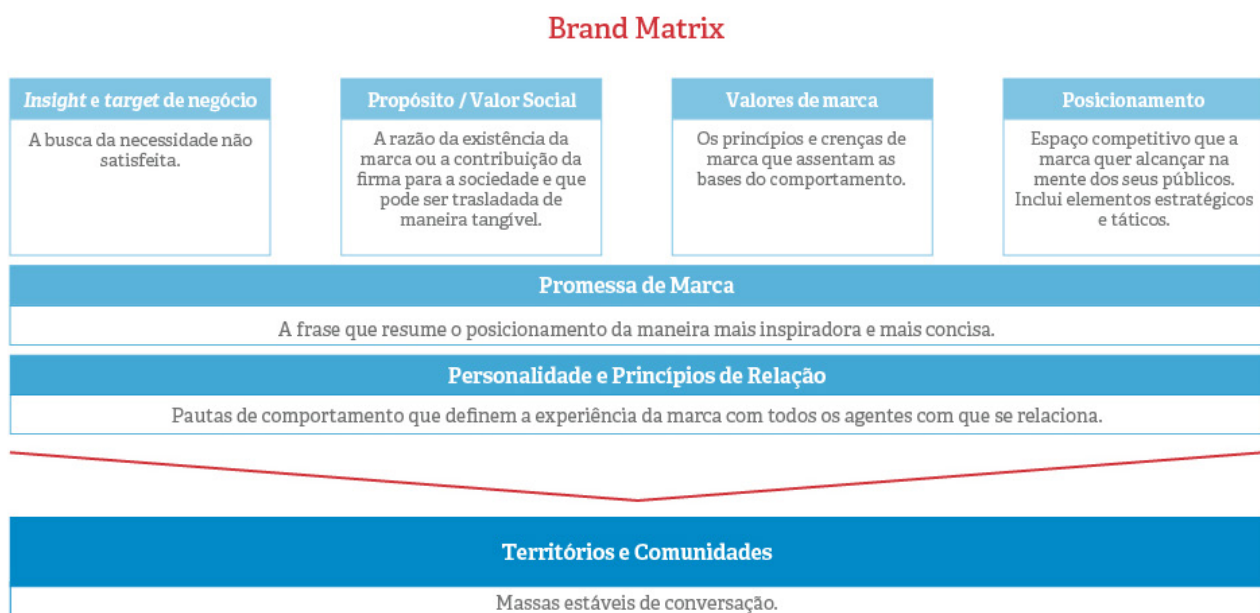 Brand Matrix
Insight e target de negócio
A busca da necessidade não
satisfeita.
Propósito / Valor Social
A razão da existência da
marca ou a contribuição da
firma para a sociedade e que
pode ser trasladada de
maneira tangível.
Valores de marca
Os princípios e crenças de
marca que assentam as
bases do comportamento.
Posicionamento
Espaço competitivo que a
marca quer alcançar na
mente dos seus públicos.
Inclui elementos estratégicos
e táticos.
Promessa de Marca
A frase que resume o posicionamento da maneira mais inspiradora e mais concisa.
Personalidade e Princípios de Relação
Pautas de comportamento que definem a experiência da marca com todos os agentes com que se relaciona.
Territórios e Comunidades
Massas estáveis de conversação.